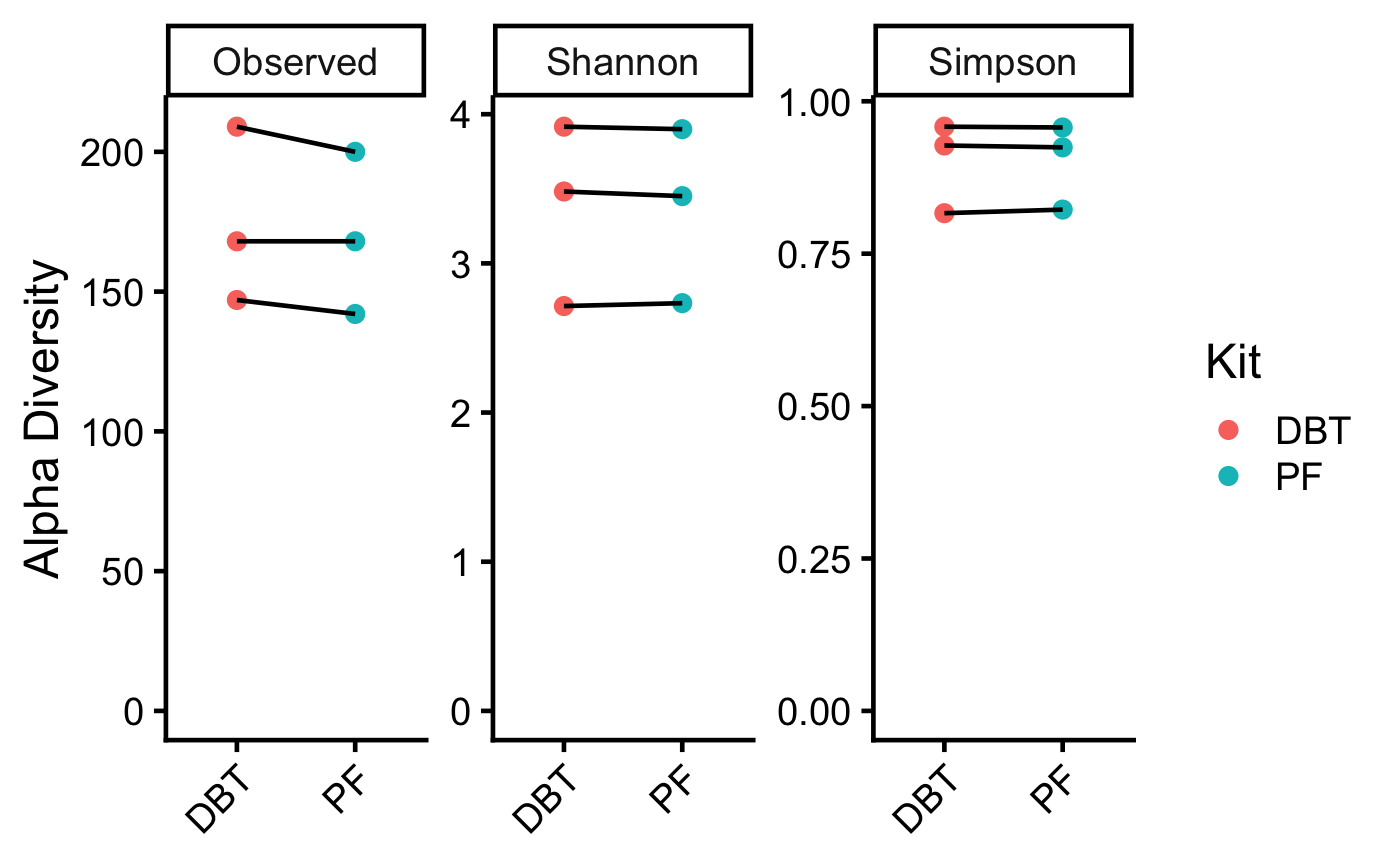 Observed
Shannon
Simpson
Alpha Diversity
200
150
100
50
0
4
3
2
1
0
1.00
0.75
0.50
0.25
0.00
DBT
PF
DBT
PF
DBT
PF
Kit
DBT
PF